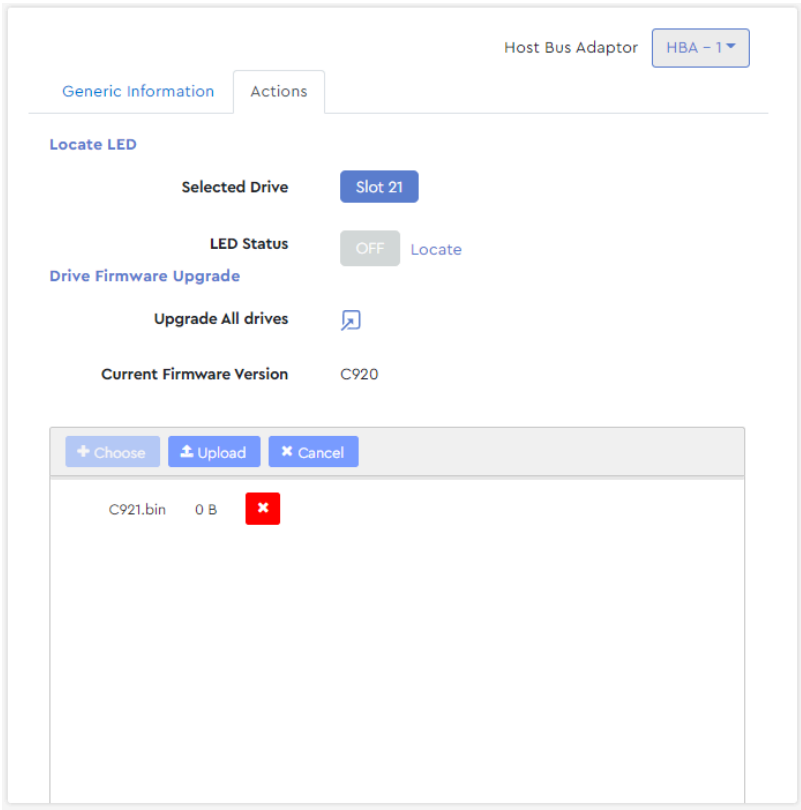 Host Bus Adaptor HBA - 1
Generic Information Actions
Locate LED
Selected Drive Slot 21
LED Status OFF Locate
Drive Firmware Upgrade
Upgrade All drives
Current Firmware Version C920
Choose Upload Cancel
C921.bin 0 B